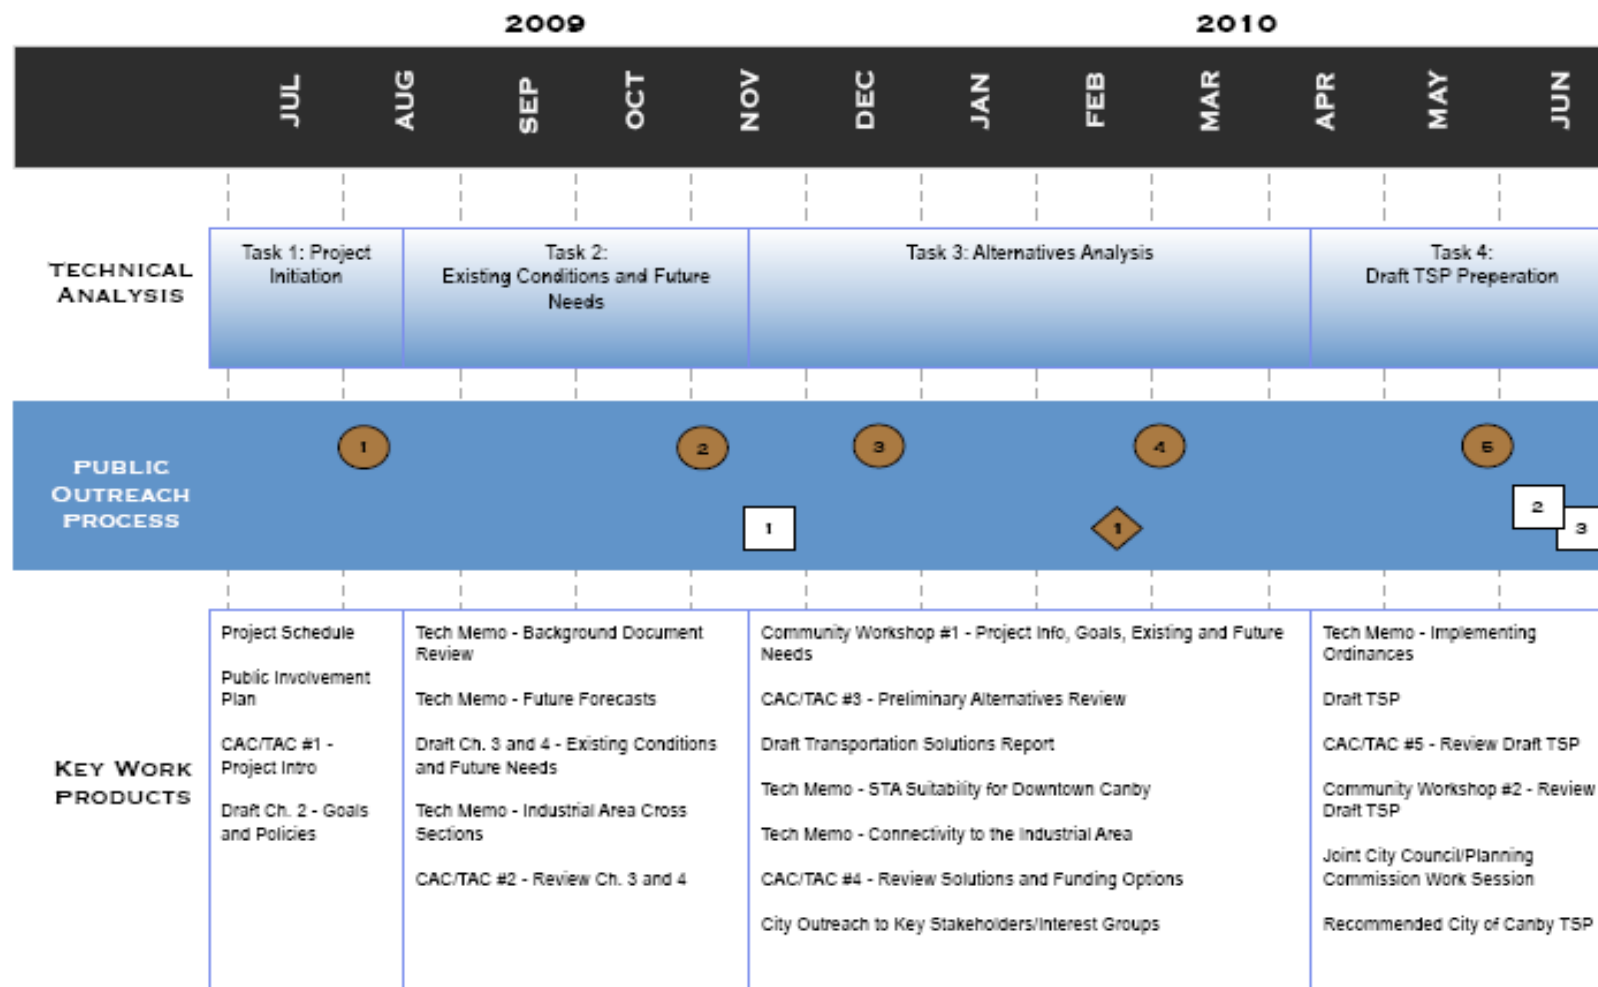 2009
2010
JUL
AUG
SEP
OCT
NOV
DEC
JAN
FEB
MAR
APR
MAY
JUN
TECHNICAL
ANALYSIS
Task 1: Project
Initiation
Task 2:
Existing Conditions and Future
Needs
Task 3: Alternatives Analysis
Task 4:
Draft TSP Preperation
PUBLIC
OUTREACH
PROCESS
1
2
3
4
5
1
1
2
3
KEY WORK
PRODUCTS
Project Schedule
Public Involvement
Plan
CAC/TAC #1 -
Project Intro
Draft Ch. 2 - Goals
and Policies
Tech Memo - Background Document
Review
Tech Memo - Future Forecasts
Draft Ch. 3 and 4 - Existing Conditions
and Future Needs
Tech Memo - Industrial Area Cross
Sections
CAC/TAC #2 - Review Ch. 3 and 4
Community Workshop #1 - Project Info, Goals, Existing and Future
Needs
CAC/TAC #3 - Preliminary Alternatives Review
Draft Transportation Solutions Report
Tech Memo - STA Suitability for Downtown Canby
Tech Memo - Connectivity to the Industrial Area
CAC/TAC #4 - Review Solutions and Funding Options
City Outreach to Key Stakeholders/Interest Groups
Tech Memo - Implementing
Ordinances
Draft TSP
CAC/TAC #5 - Review Draft TSP
Community Workshop #2 - Review
Draft TSP
Joint City Council/Planning
Commission Work Session
Recommended City of Canby TSP